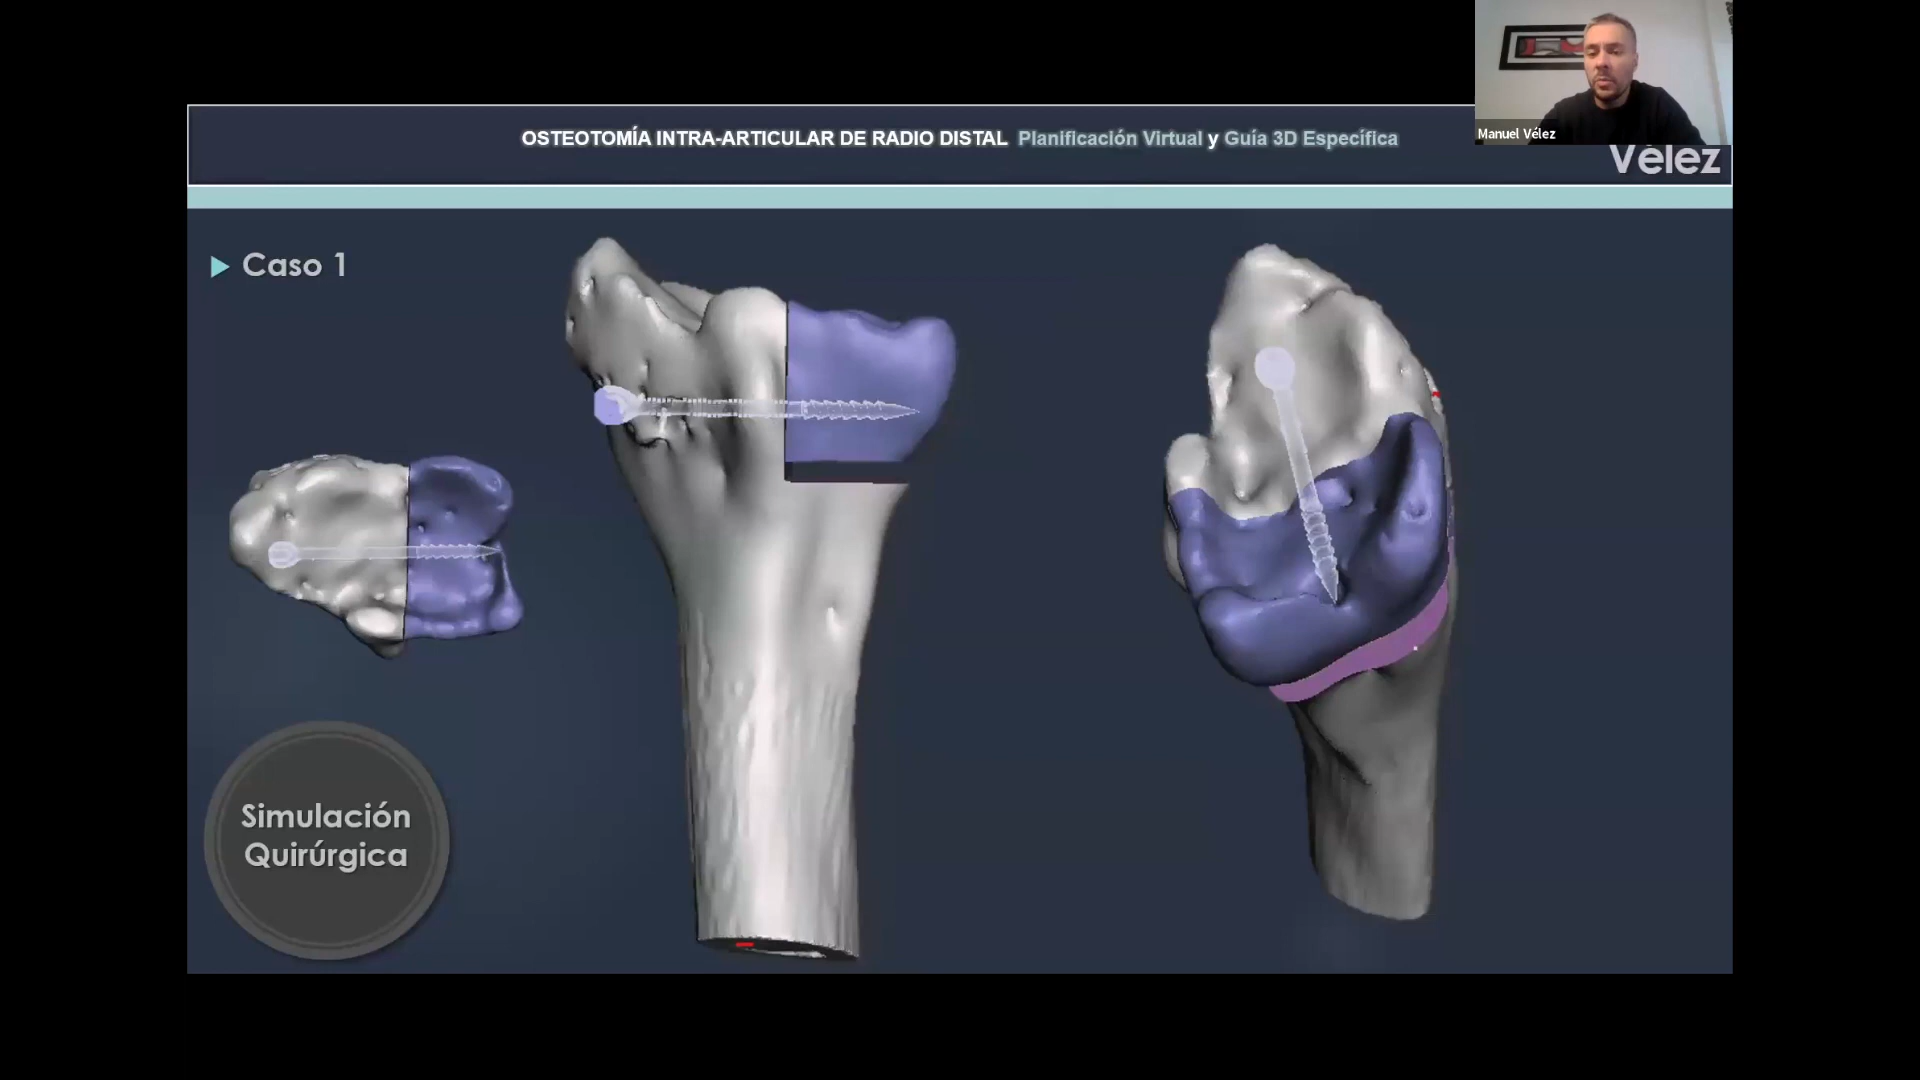 OSTEOTOMÍA INTRA-ARTICULAR DE RADIO DISTAL Planificación Virtual y Guía 3D Específica
Manuel Vélez
Vélez
Caso 1
Simulación
Quirúrgica